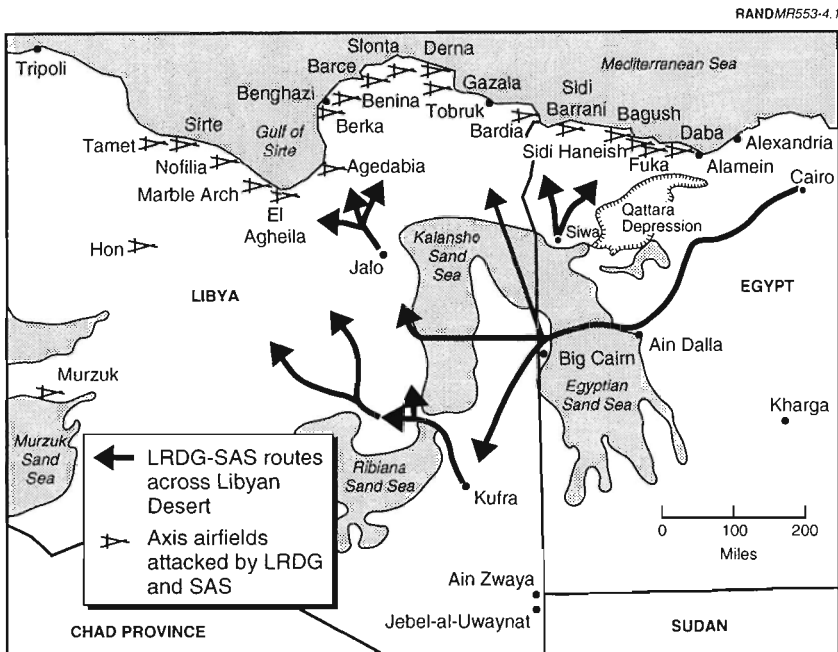 RANDMR553-4.1
Tripoli
Slonta
Derna
Barce
Mediterranean Sea
Gazala
Sidi
Barrani
Benghazi
Benina
Tobruk
Bagush
Sirte
Gulf of
Sirte
Berka
Bardia
Daba
Alexandria
Tamet
Sidi Haneish
Nofilia
Agedabia
Fuka
Alamein
Marble Arch
Cairo
El
Agheila
Qattara
Depression
Hon
Kalansho
Sand
Sea
Siwa
Jalo
LIBYA
EGYPT
Ain Dalla
Big Cairn
Murzuk
Egyptian
Sand Sea
Kharga
Murzuk
Sand
Sea
LRDG-SAS routes
across Libyan
Desert
Ribiana
Sand Sea
Kufra
Axis airfields
attacked by LRDG
and SAS
0 100 200
Miles
Ain Zwaya
Jebel-al-Uwaynat
CHAD PROVINCE
SUDAN